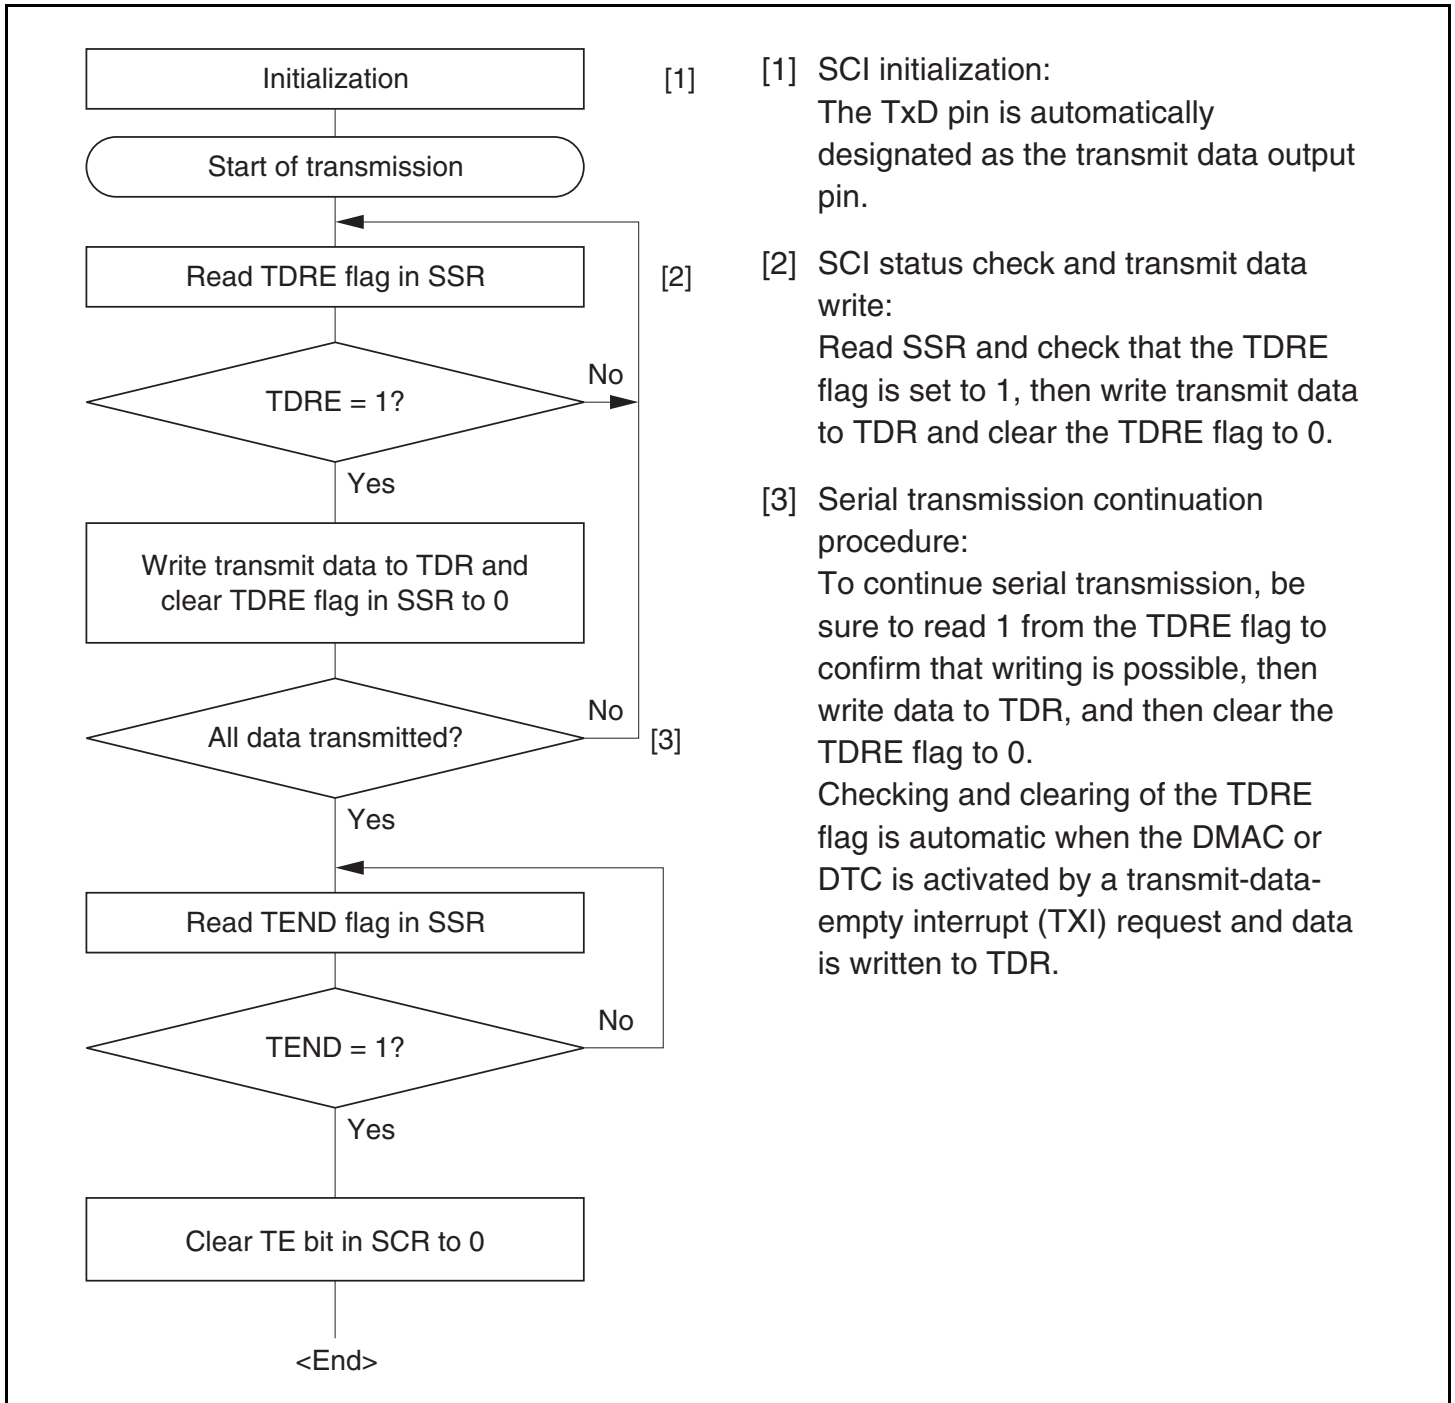 Initialization
[1]
Start of transmission
Read TDRE flag in SSR
[2]
TDRE = 1?
No
Yes
Write transmit data to TDR and
clear TDRE flag in SSR to 0
All data transmitted?
No
[3]
Yes
Read TEND flag in SSR
TEND = 1?
No
Yes
Clear TE bit in SCR to 0
<End>
[1] SCI initialization:
The TxD pin is automatically
designated as the transmit data output
pin.
[2] SCI status check and transmit data
write:
Read SSR and check that the TDRE
flag is set to 1, then write transmit data
to TDR and clear the TDRE flag to 0.
[3] Serial transmission continuation
procedure:
To continue serial transmission, be
sure to read 1 from the TDRE flag to
confirm that writing is possible, then
write data to TDR, and then clear the
TDRE flag to 0.
Checking and clearing of the TDRE
flag is automatic when the DMAC or
DTC is activated by a transmit-data-
empty interrupt (TXI) request and data
is written to TDR.